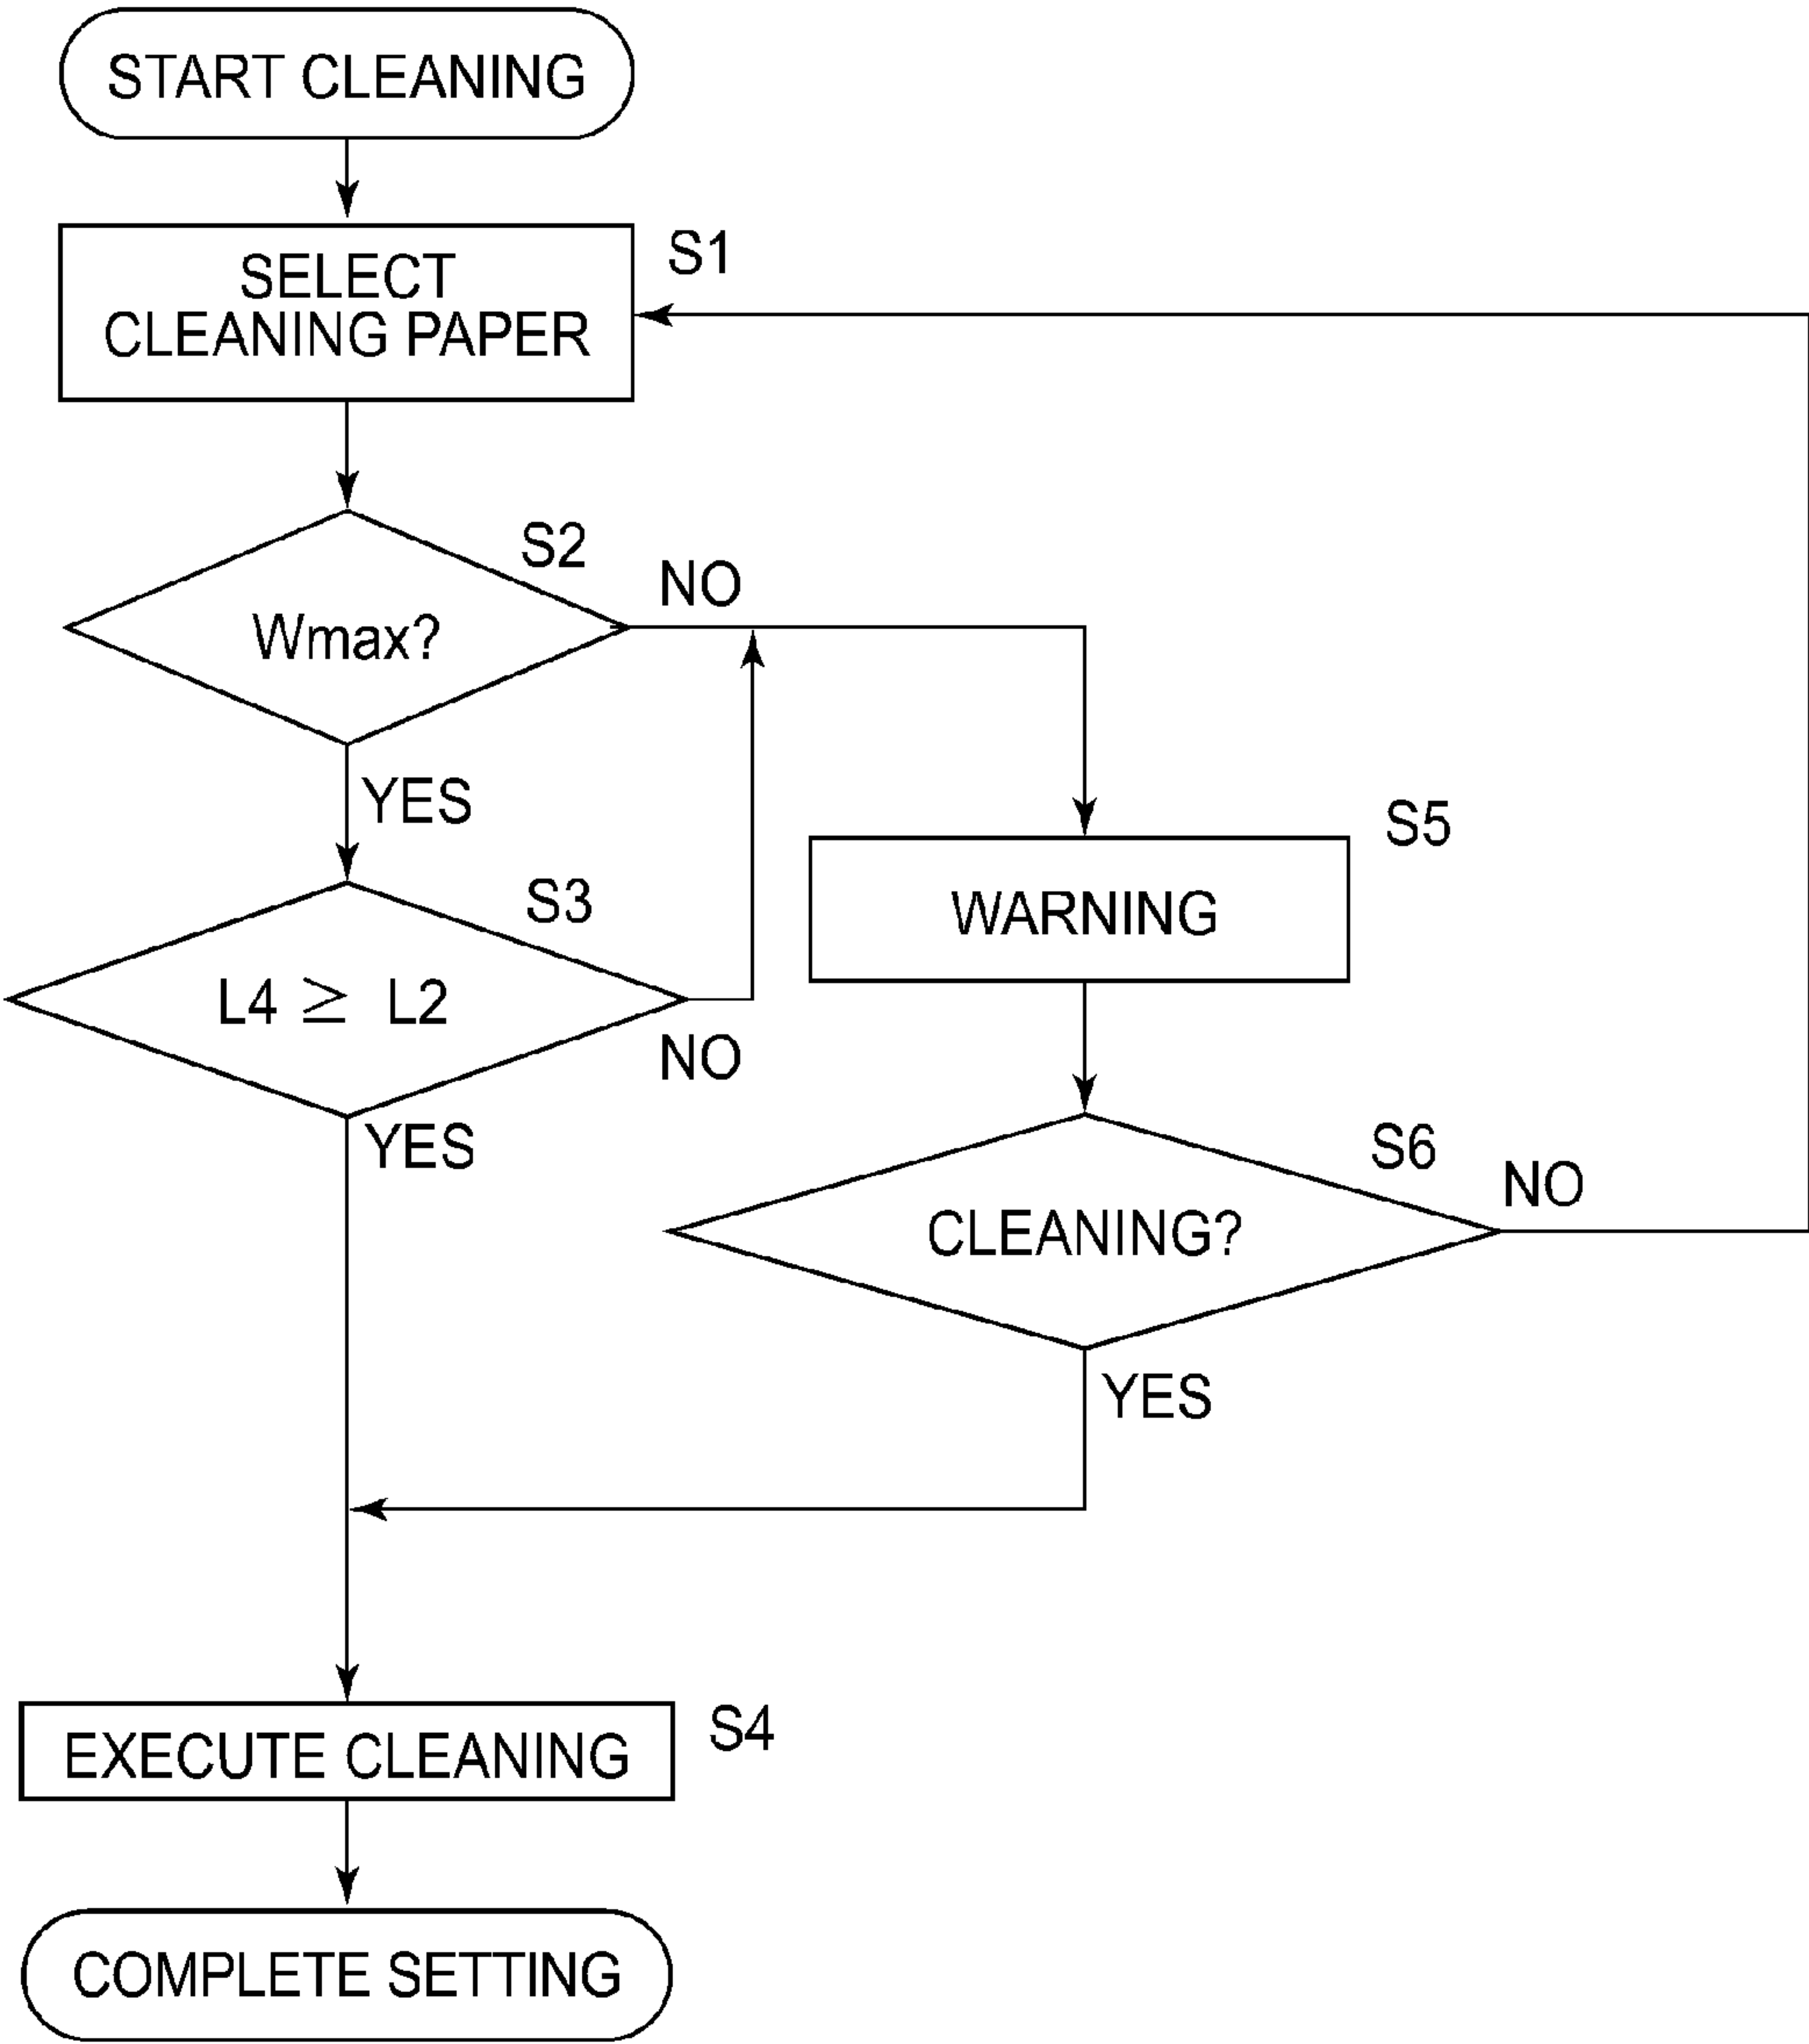 START CLEANING
S1
SELECT
CLEANING PAPER
S2
NO
Wmax?
YES
S5
S3
WARNING
L4 ≧ L2
NO
YES
S6
NO
CLEANING?
YES
S4
EXECUTE CLEANING
COMPLETE SETTING